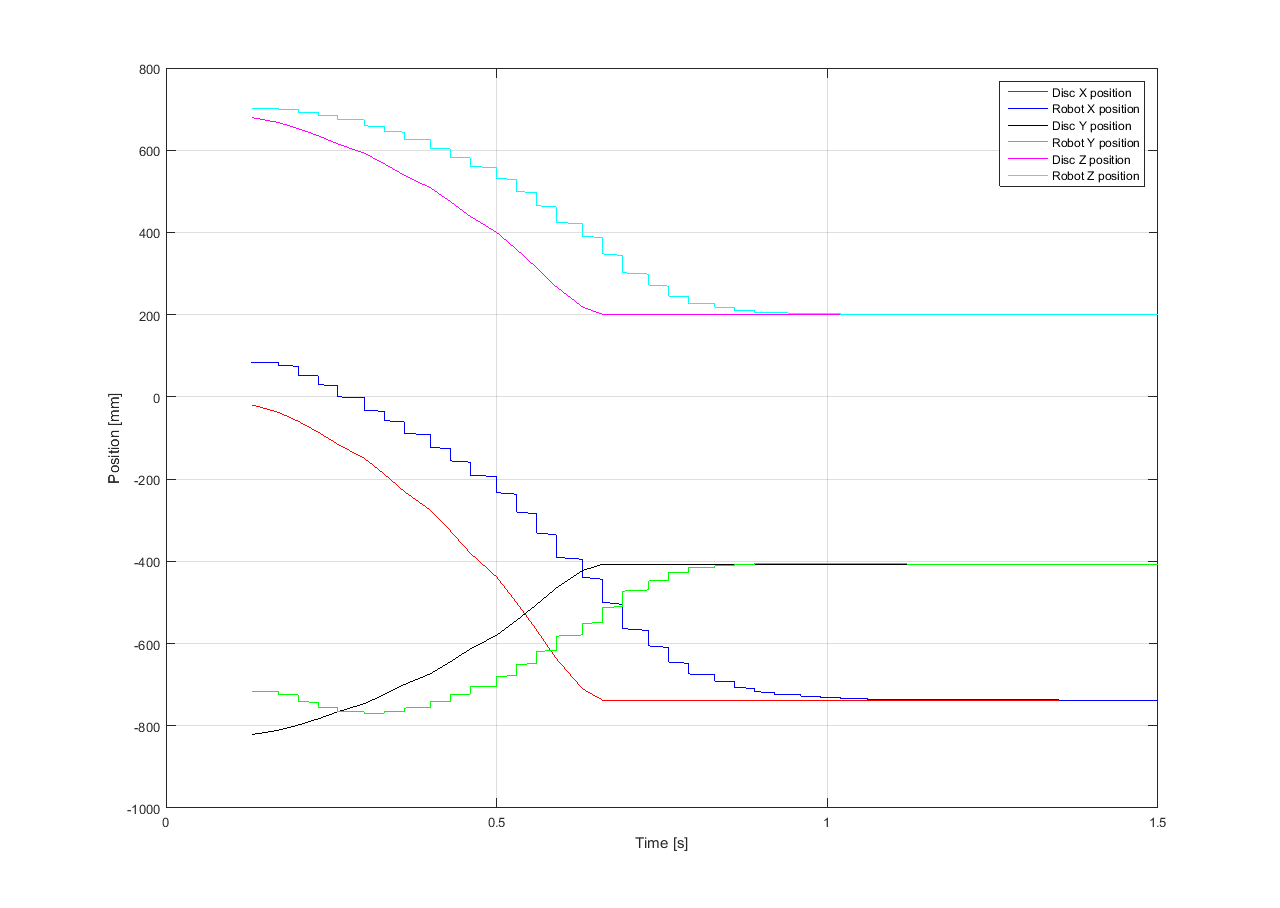 800
600
400
200
0
-200
-400
-600
-800
-1000
0
0.5
1
1.5
Time [s]
Position [mm]
Disc X position
Robot X position
Disc Y position
Robot Y position
Disc Z position
Robot Z position